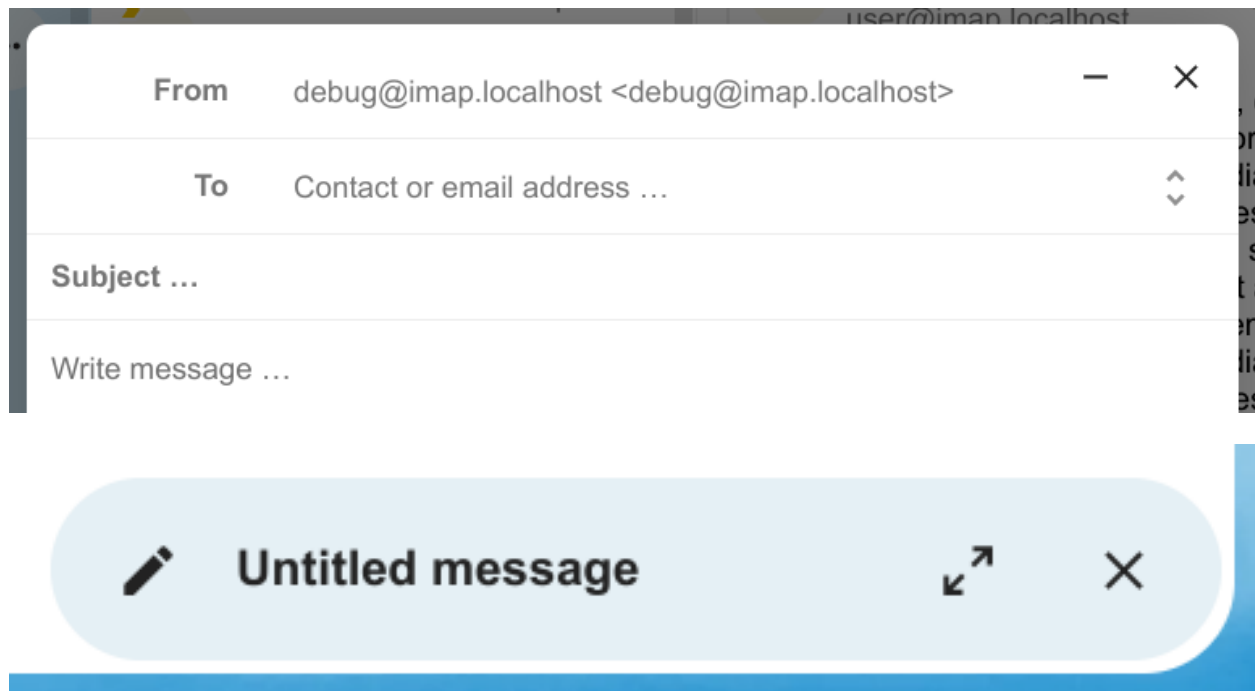 user@imap.localhost
From debug@imap.localhost <debug@imap.localhost>
To Contact or email address …
Subject …
Write message …
Untitled message